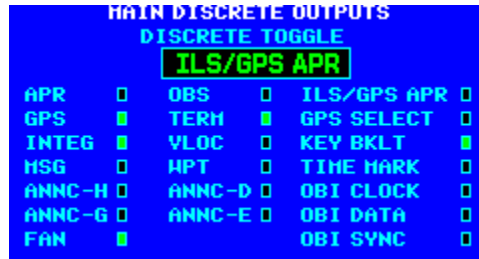 MAIN DISCRETE OUTPUTS
DISCRETE TOGGLE
ILS/GPS APR
APR OBS ILS/GPS APR
GPS TERM GPS SELECT
INTEG VLOC KEY BKLT
MSG WPT TIME MARK
ANNC-H ANNC-D OBI CLOCK
ANNC-G ANNC-E OBI DATA
FAN OBI SYNC